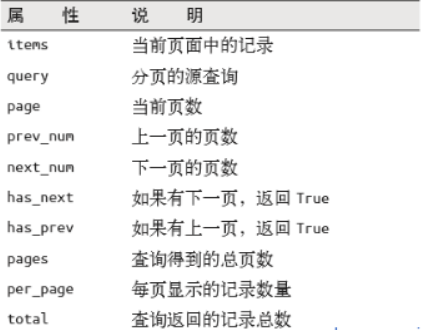 属 性 说 明
items 当前页面中的记录
query 分页的源查询
page 当前页数
prev_num 上一页的页数
next_num 下一页的页数
has_next 如果有下一页，返回 True
has_prev 如果有上一页，返回 True
pages 查询得到的总页数
per_page 每页显示的记录数量
total 查询返回的记录总数